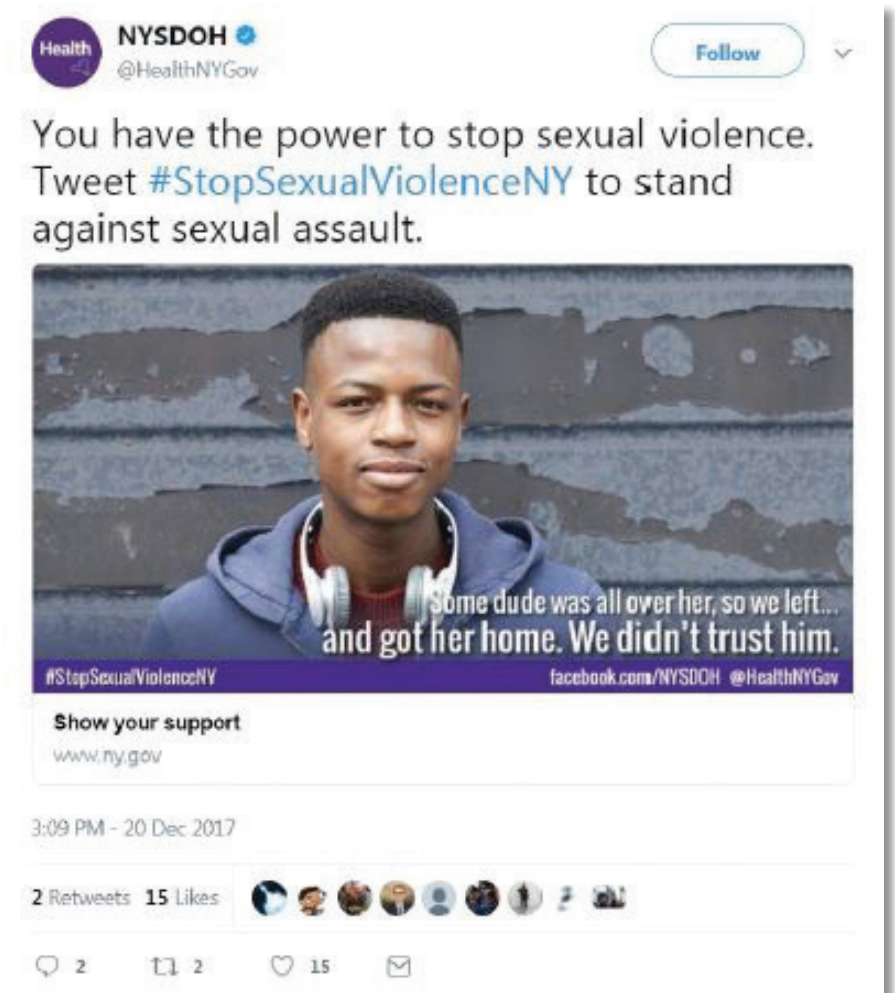 Health
NYSDOH
@HealthNYGov
Follow
You have the power to stop sexual violence.
Tweet #StopSexualViolenceNY to stand
against sexual assault.
Some dude was all over her, so we left...
and got her home. We didn't trust him.
#StopSexualViolenceNY
facebook.com/NYSDOH @HealthNYGov
Show your support
www.ny.gov
3:09 PM - 20 Dec 2017
2 Retweets 15 Likes
2 2 15